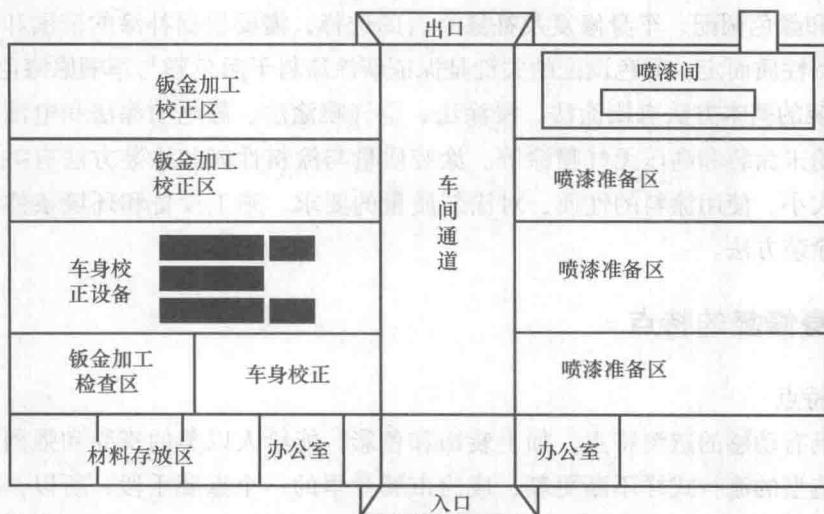 出口
钣金加工
校正区
喷漆间
钣金加工
校正区
喷漆准备区
车
间
通
道
车身校
正设备
喷漆准备区
钣金加工
检查区
车身校正
喷漆准备区
材料存放区
办公室
办公室
入口